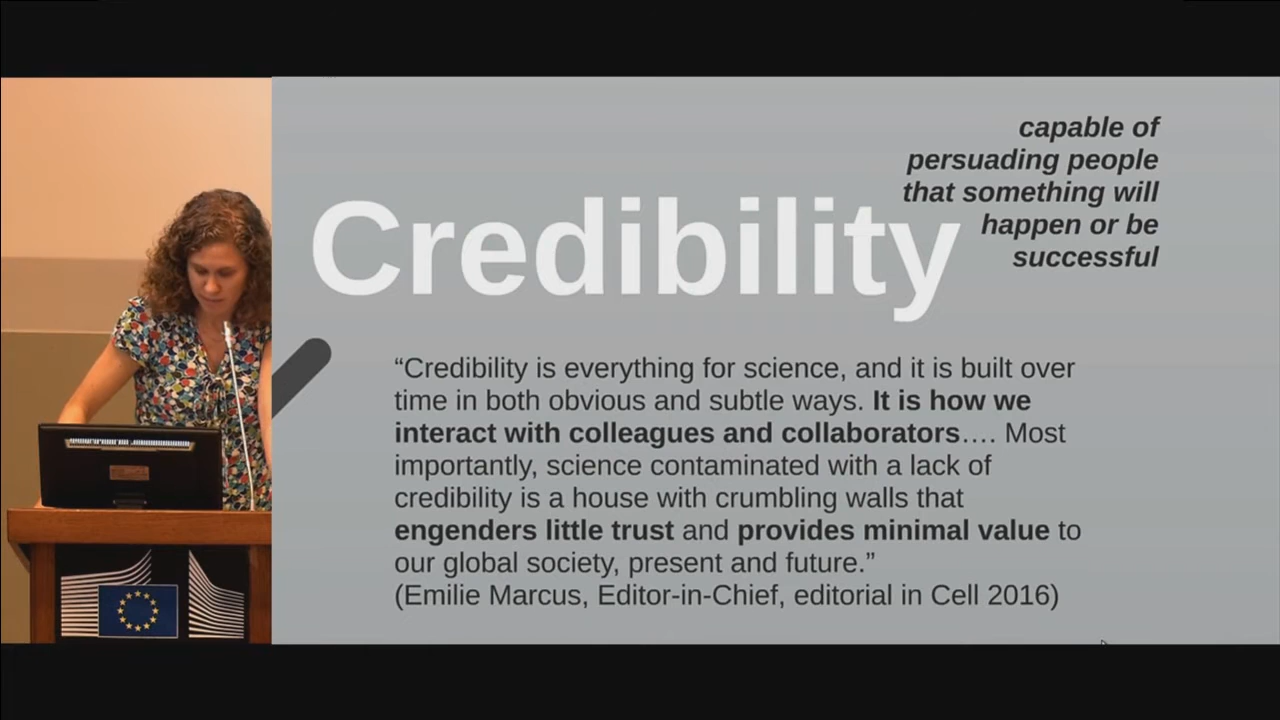 capable of
persuading people
that something will
happen or be
successful
Credibility
“Credibility is everything for science, and it is built over
time in both obvious and subtle ways. It is how we
interact with colleagues and collaborators…. Most
importantly, science contaminated with a lack of
credibility is a house with crumbling walls that
engenders little trust and provides minimal value to
our global society, present and future.”
(Emilie Marcus, Editor-in-Chief, editorial in Cell 2016)